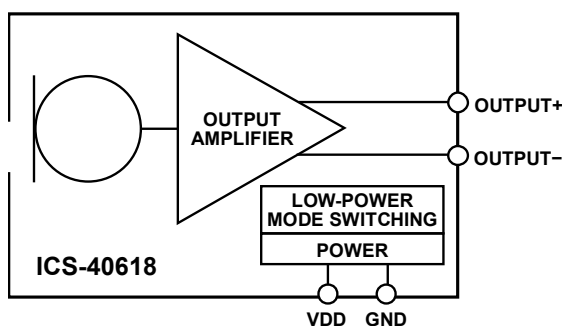 OUTPUT
AMPLIFIER
OUTPUT+
OUTPUT−
LOW-POWER
MODE SWITCHING
POWER
ICS-40618
VDD GND